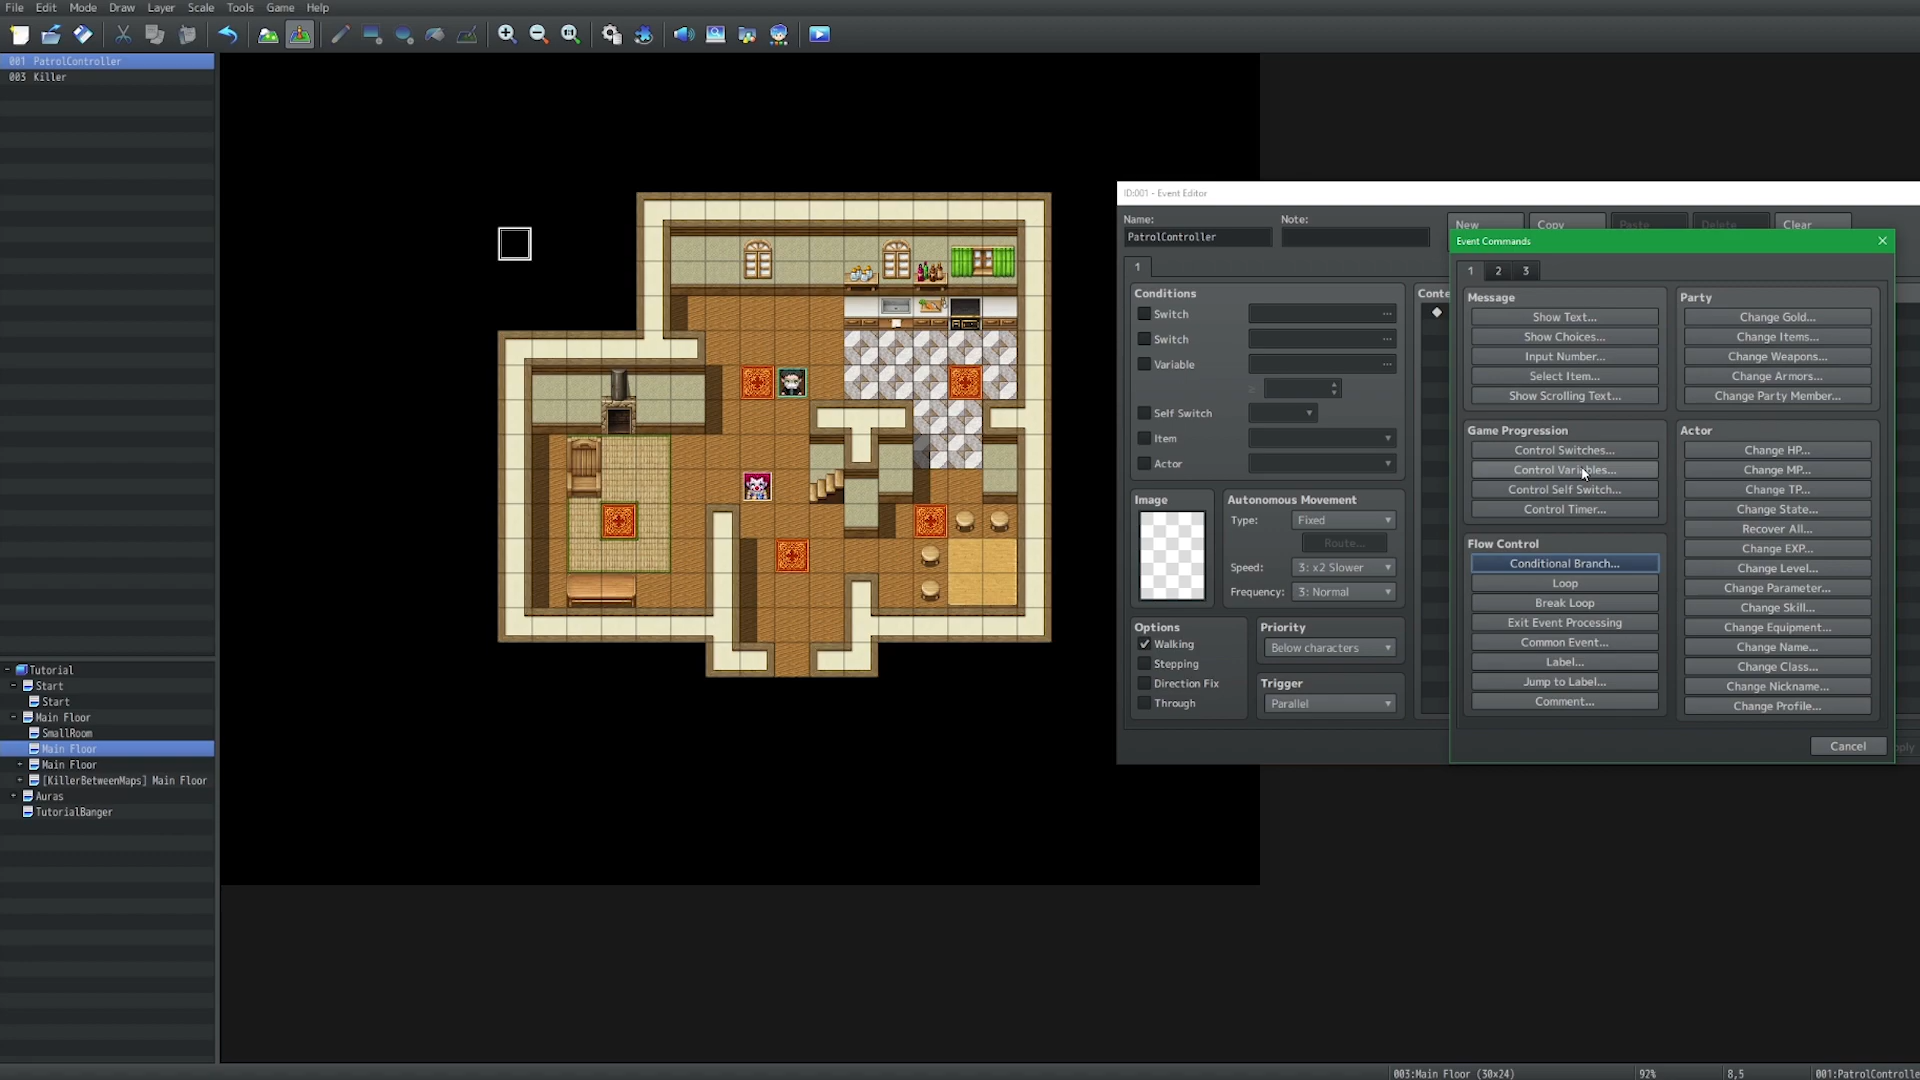 File Edit Mode Draw Layer Scale Tools Game Help
001 PatrolController
003 Killer
Tutorial
Start
Start
Main Floor
SmallRoom
Main Floor
Main Floor
[KillerBetweenMaps] Main Floor
Auras
TutorialBanger
ID:001 - Event Editor
Name:
Note:
PatrolController
New
Copy
Paste
Delete
Clear
1
Conditions
Switch
...
Switch
...
Variable
...
≥
Self Switch
Item
Actor
Conte
Image
Autonomous Movement
Type:
Fixed
Route...
Speed:
3: x2 Slower
Frequency:
3: Normal
Options
Walking
Stepping
Direction Fix
Through
Priority
Below characters
Trigger
Parallel
Event Commands
1 2 3
Message
Show Text...
Show Choices...
Input Number...
Select Item...
Show Scrolling Text...
Game Progression
Control Switches...
Control Variables...
Control Self Switch...
Control Timer...
Flow Control
Conditional Branch...
Loop
Break Loop
Exit Event Processing
Common Event...
Label...
Jump to Label...
Comment...
Party
Change Gold...
Change Items...
Change Weapons...
Change Armors...
Change Party Member...
Actor
Change HP...
Change MP...
Change TP...
Change State...
Recover All...
Change EXP...
Change Level...
Change Parameter...
Change Skill...
Change Equipment...
Change Name...
Change Class...
Change Nickname...
Change Profile...
Cancel
pply
003:Main Floor (30x24)
92%
8,5
001:PatrolControlle